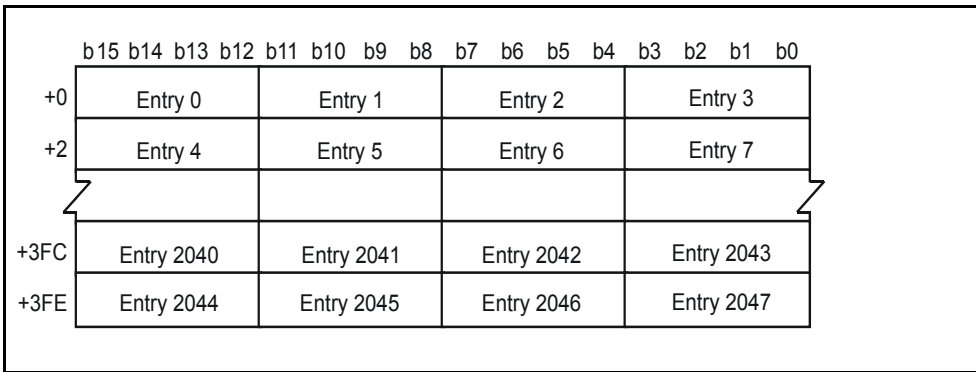 b15 b14 b13 b12 b11 b10 b9 b8 b7 b6 b5 b4 b3 b2 b1 b0
+0 Entry 0 Entry 1 Entry 2 Entry 3
+2 Entry 4 Entry 5 Entry 6 Entry 7
+3FC Entry 2040 Entry 2041 Entry 2042 Entry 2043
+3FE Entry 2044 Entry 2045 Entry 2046 Entry 2047